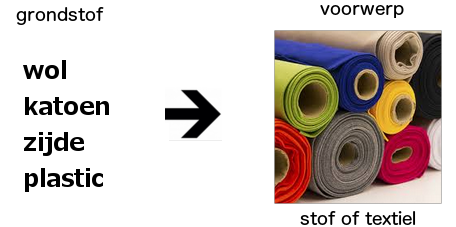 grondstof
voorwerp
wol
katoen
zijde
plastic
stof of textiel